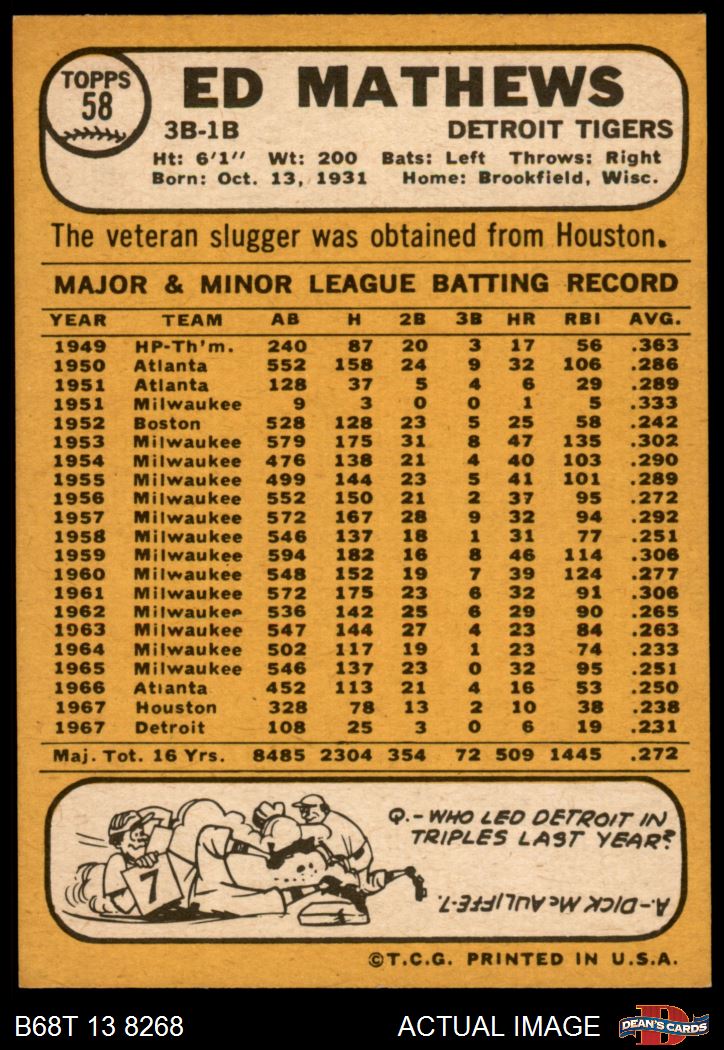 TOPPS
58
ED MATHEWS
3B-1B DETROIT TIGERS
Ht: 6'1" Wt: 200 Bats: Left Throws: Right
Born: Oct. 13, 1931 Home: Brookfield, Wisc.
The veteran slugger was obtained from Houston.
MAJOR & MINOR LEAGUE BATTING RECORD
YEAR TEAM AB H 2B 3B HR RBI AVG.
1949 HP-Th'm. 240 87 20 3 17 56 .363
1950 Atlanta 552 158 24 9 32 106 .286
1951 Atlanta 128 37 5 4 6 29 .289
1951 Milwaukee 9 3 0 0 1 5 .333
1952 Boston 528 128 23 5 25 58 .242
1953 Milwaukee 579 175 31 8 47 135 .302
1954 Milwaukee 476 138 21 4 40 103 .290
1955 Milwaukee 499 144 23 5 41 101 .289
1956 Milwaukee 552 150 21 2 37 95 .272
1957 Milwaukee 572 167 28 9 32 94 .292
1958 Milwaukee 546 137 18 1 31 77 .251
1959 Milwaukee 594 182 16 8 46 114 .306
1960 Milwaukee 548 152 19 7 39 124 .277
1961 Milwaukee 572 175 23 6 32 91 .306
1962 Milwaukee 536 142 25 6 29 90 .265
1963 Milwaukee 547 144 27 4 23 84 .263
1964 Milwaukee 502 117 19 1 23 74 .233
1965 Milwaukee 546 137 23 0 32 95 .251
1966 Atlanta 452 113 21 4 16 53 .250
1967 Houston 328 78 13 2 10 38 .238
1967 Detroit 108 25 3 0 6 19 .231
Maj. Tot. 16 Yrs. 8485 2304 354 72 509 1445 .272
Q.-WHO LED DETROIT IN
TRIPLES LAST YEAR?
7
A.-DICK McAULIFFE-7.
©T.C.G. PRINTED IN U.S.A.
B68T 13 8268 ACTUAL IMAGE
D
DEAN'S CARDS